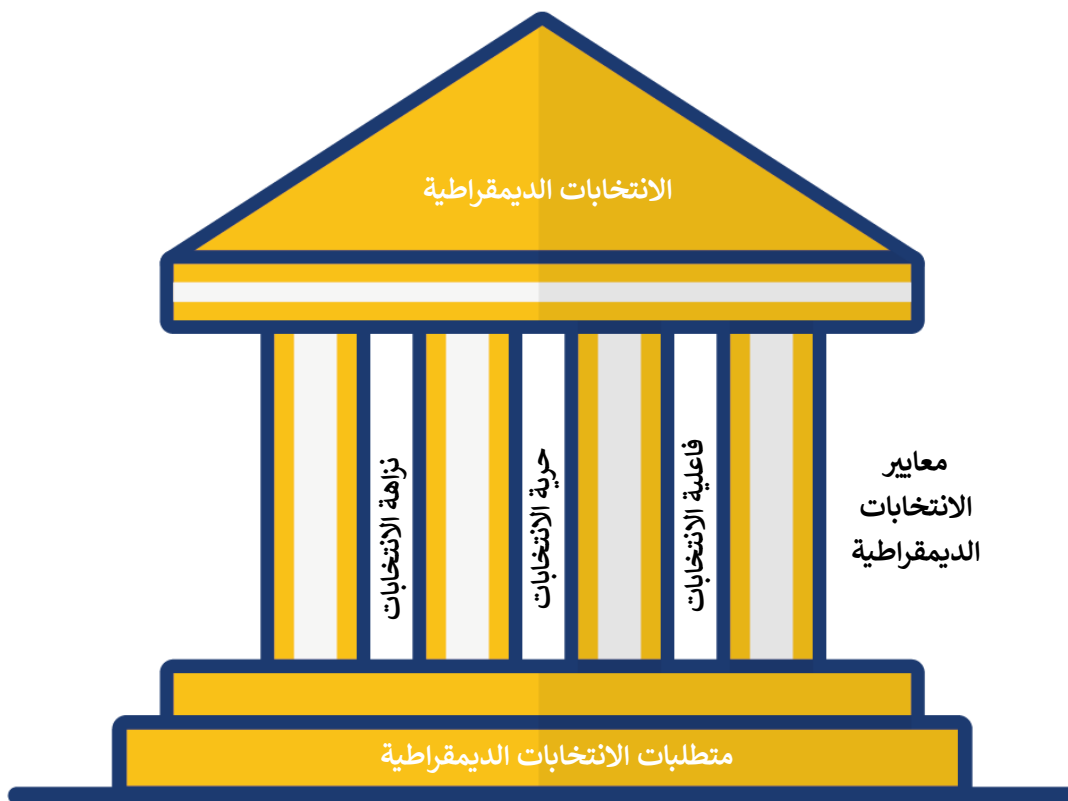 الانتخابات الديمقراطية
معايير
الانتخابات
الديمقراطية
فاعلية الانتخابات
حرية الانتخابات
نزاهة الانتخابات
متطلبات الانتخابات الديمقراطية